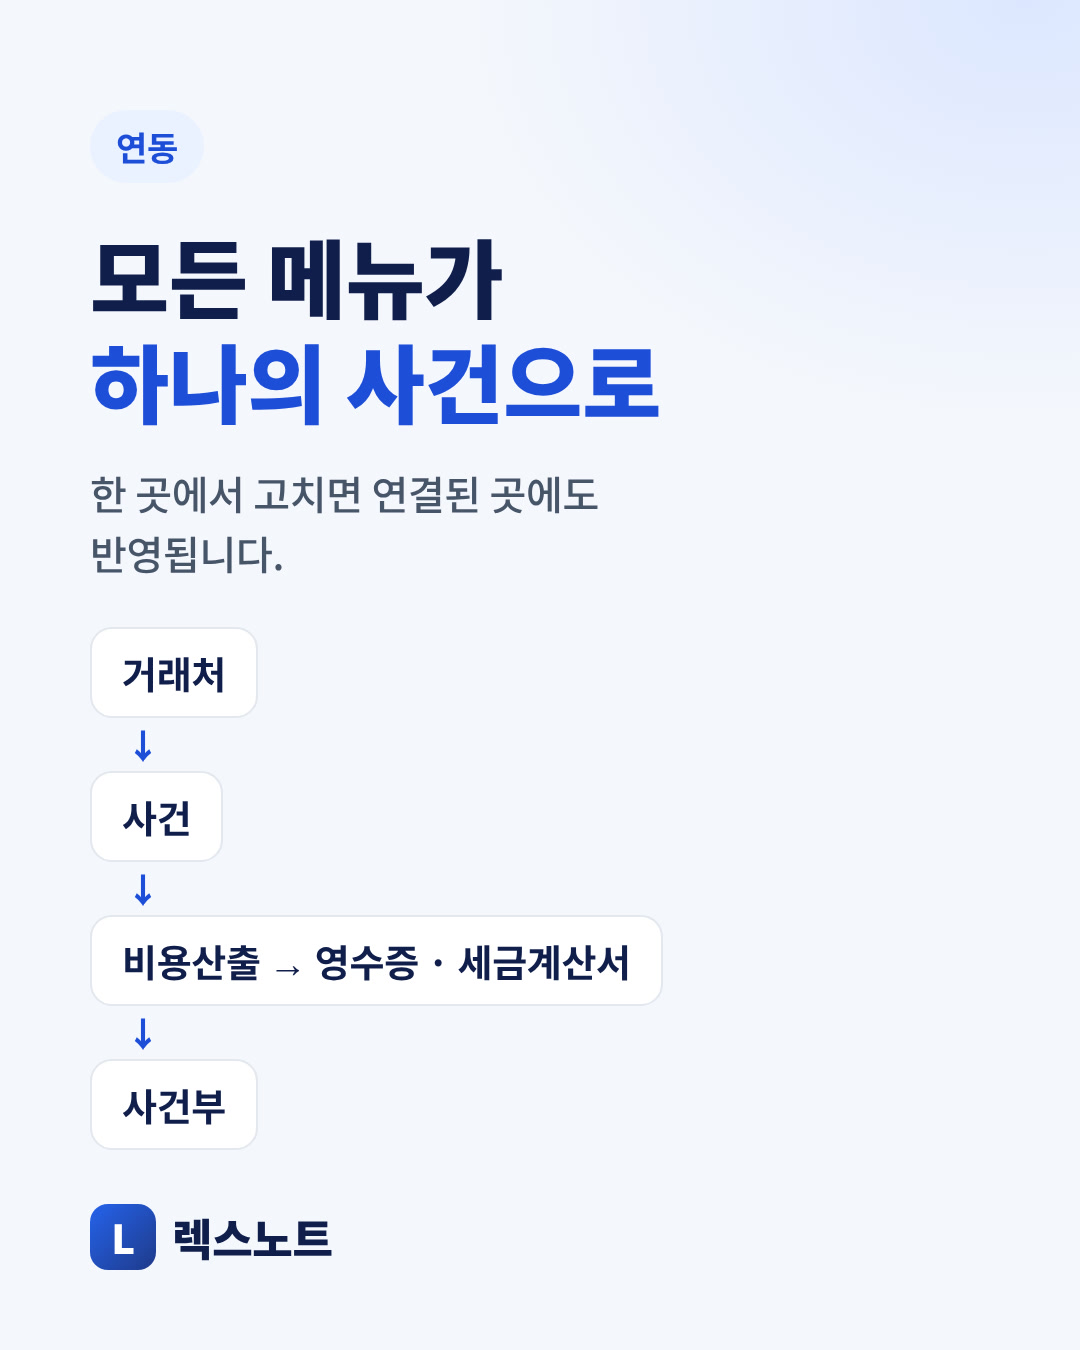 연동
모든 메뉴가
하나의 사건으로
한 곳에서 고치면 연결된 곳에도
반영됩니다.
거래처
↓
사건
↓
비용산출 → 영수증 · 세금계산서
↓
사건부
L 렉스노트